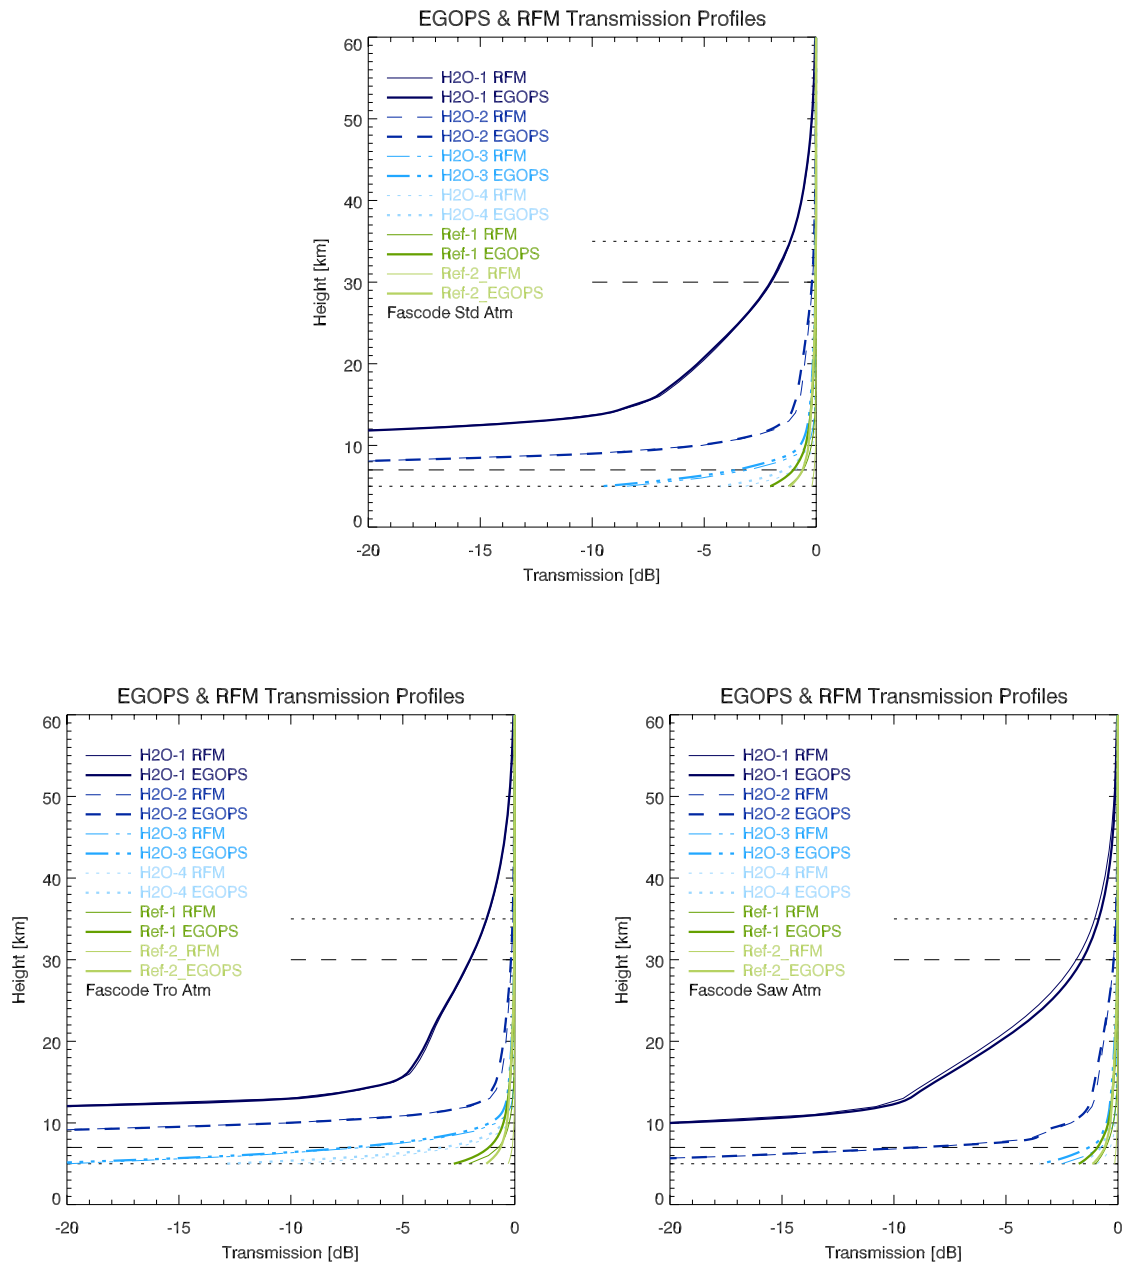 EGOPS & RFM Transmission Profiles
60
50
40
30
20
10
0
Height [km]
H2O-1 RFM
H2O-1 EGOPS
H2O-2 RFM
H2O-2 EGOPS
H2O-3 RFM
H2O-3 EGOPS
H2O-4 RFM
H2O-4 EGOPS
Ref-1 RFM
Ref-1 EGOPS
Ref-2_RFM
Ref-2_EGOPS
Fascode Std Atm
-20 -15 -10 -5 0
Transmission [dB]
EGOPS & RFM Transmission Profiles
60
50
40
30
20
10
0
Height [km]
H2O-1 RFM
H2O-1 EGOPS
H2O-2 RFM
H2O-2 EGOPS
H2O-3 RFM
H2O-3 EGOPS
H2O-4 RFM
H2O-4 EGOPS
Ref-1 RFM
Ref-1 EGOPS
Ref-2_RFM
Ref-2_EGOPS
Fascode Tro Atm
-20 -15 -10 -5 0
Transmission [dB]
EGOPS & RFM Transmission Profiles
60
50
40
30
20
10
0
Height [km]
H2O-1 RFM
H2O-1 EGOPS
H2O-2 RFM
H2O-2 EGOPS
H2O-3 RFM
H2O-3 EGOPS
H2O-4 RFM
H2O-4 EGOPS
Ref-1 RFM
Ref-1 EGOPS
Ref-2_RFM
Ref-2_EGOPS
Fascode Saw Atm
-20 -15 -10 -5 0
Transmission [dB]